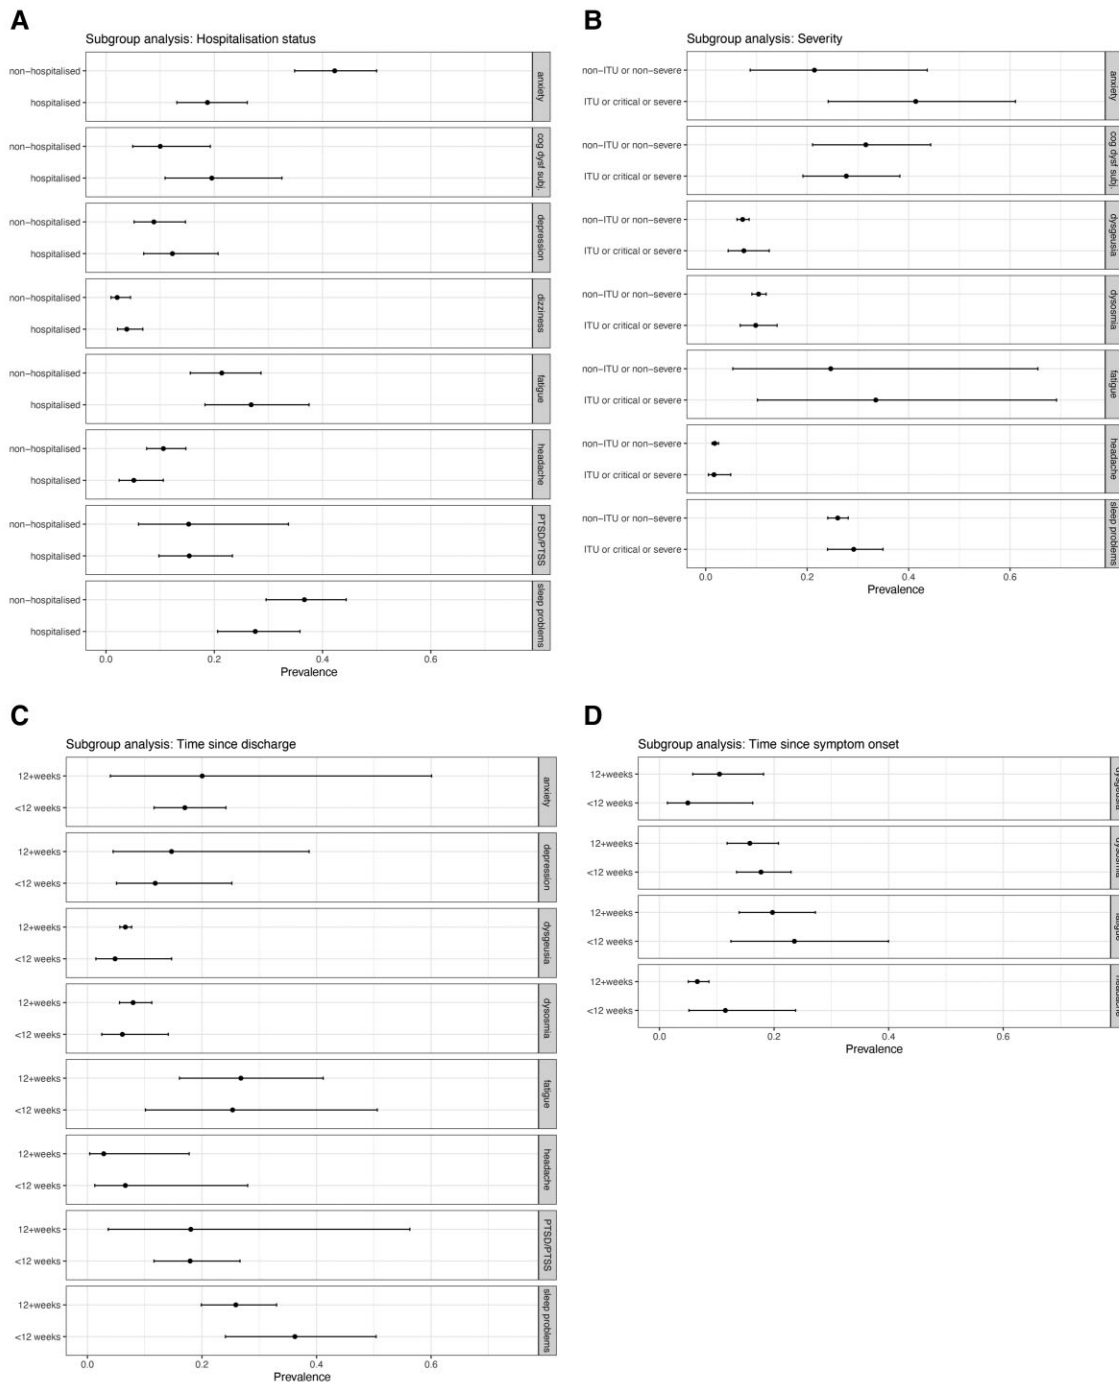 A
Subgroup analysis: Hospitalisation status
non−hospitalised
hospitalised
anxiety
non−hospitalised
hospitalised
cog dysf subj.
non−hospitalised
hospitalised
depression
non−hospitalised
hospitalised
dizziness
non−hospitalised
hospitalised
fatigue
non−hospitalised
hospitalised
headache
non−hospitalised
hospitalised
PTSD/PTSS
non−hospitalised
hospitalised
sleep problems
0.0 0.2 0.4 0.6
Prevalence
B
Subgroup analysis: Severity
non−ITU or non−severe
ITU or critical or severe
anxiety
non−ITU or non−severe
ITU or critical or severe
cog dysf subj.
non−ITU or non−severe
ITU or critical or severe
dysgeusia
non−ITU or non−severe
ITU or critical or severe
dysosmia
non−ITU or non−severe
ITU or critical or severe
fatigue
non−ITU or non−severe
ITU or critical or severe
headache
non−ITU or non−severe
ITU or critical or severe
sleep problems
0.0 0.2 0.4 0.6
Prevalence
C
Subgroup analysis: Time since discharge
12+weeks
<12 weeks
anxiety
12+weeks
<12 weeks
depression
12+weeks
<12 weeks
dysgeusia
12+weeks
<12 weeks
dysosmia
12+weeks
<12 weeks
fatigue
12+weeks
<12 weeks
headache
12+weeks
<12 weeks
PTSD/PTSS
12+weeks
<12 weeks
sleep problems
0.0 0.2 0.4 0.6
Prevalence
D
Subgroup analysis: Time since symptom onset
12+weeks
<12 weeks
dysgeusia
12+weeks
<12 weeks
dysosmia
12+weeks
<12 weeks
fatigue
12+weeks
<12 weeks
headache
0.0 0.2 0.4 0.6
Prevalence